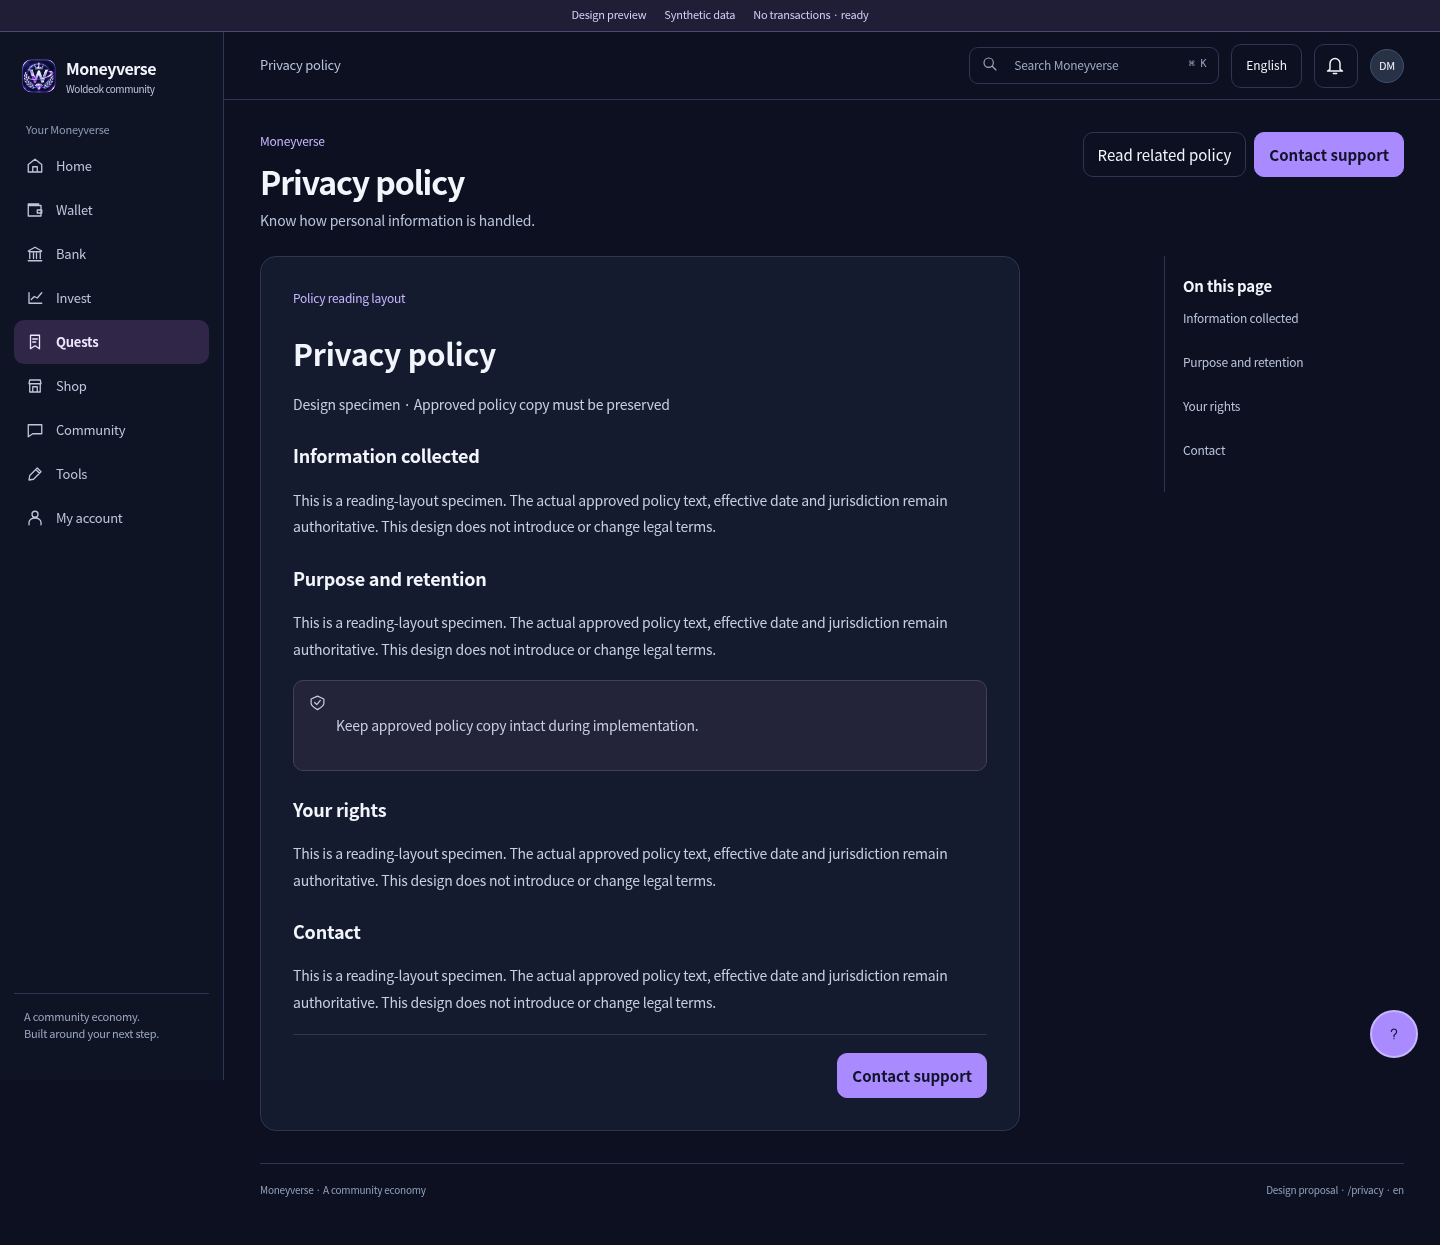 Design preview Synthetic data No transactions · ready
Moneyverse
Woldeok community
Your Moneyverse
Home
Wallet
Bank
Invest
Quests
Shop
Community
Tools
My account
A community economy.
Built around your next step.
Privacy policy
Search Moneyverse ⌘ K
English
DM
Moneyverse
Privacy policy
Know how personal information is handled.
Read related policy
Contact support
Policy reading layout
Privacy policy
Design specimen · Approved policy copy must be preserved
Information collected
This is a reading-layout specimen. The actual approved policy text, effective date and jurisdiction remain
authoritative. This design does not introduce or change legal terms.
Purpose and retention
This is a reading-layout specimen. The actual approved policy text, effective date and jurisdiction remain
authoritative. This design does not introduce or change legal terms.
Keep approved policy copy intact during implementation.
Your rights
This is a reading-layout specimen. The actual approved policy text, effective date and jurisdiction remain
authoritative. This design does not introduce or change legal terms.
Contact
This is a reading-layout specimen. The actual approved policy text, effective date and jurisdiction remain
authoritative. This design does not introduce or change legal terms.
Contact support
On this page
Information collected
Purpose and retention
Your rights
Contact
?
Moneyverse · A community economy
Design proposal · /privacy · en